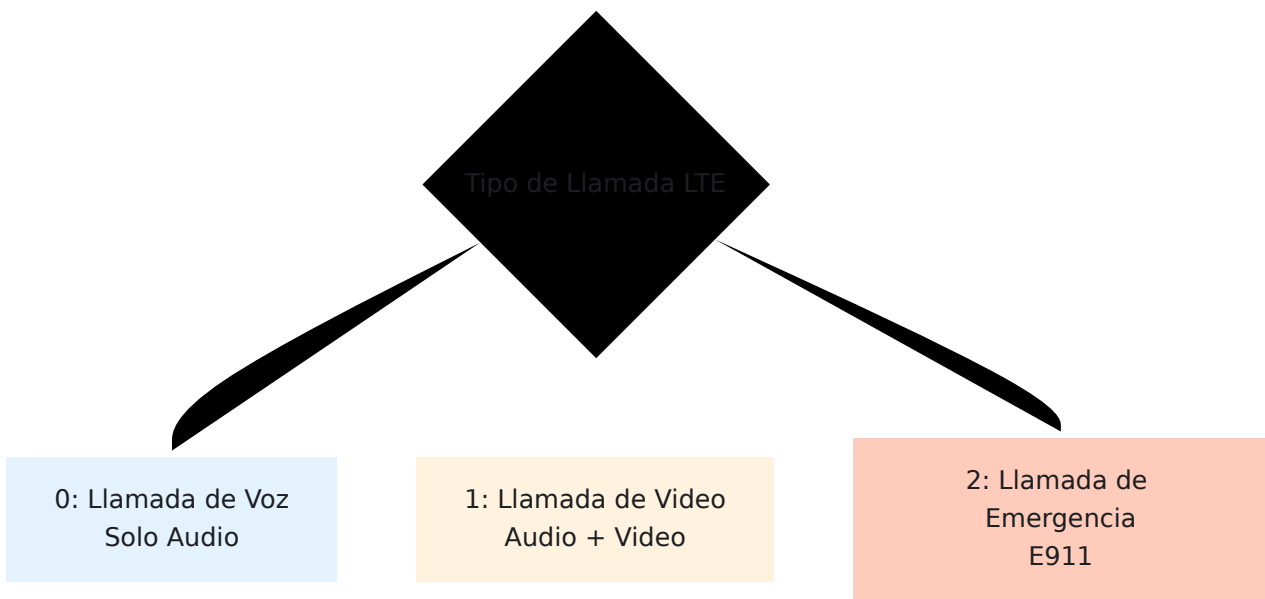 Tipo de Llamada LTE
0: Llamada de Voz
Solo Audio
1: Llamada de Video
Audio + Video
2: Llamada de
Emergencia
E911